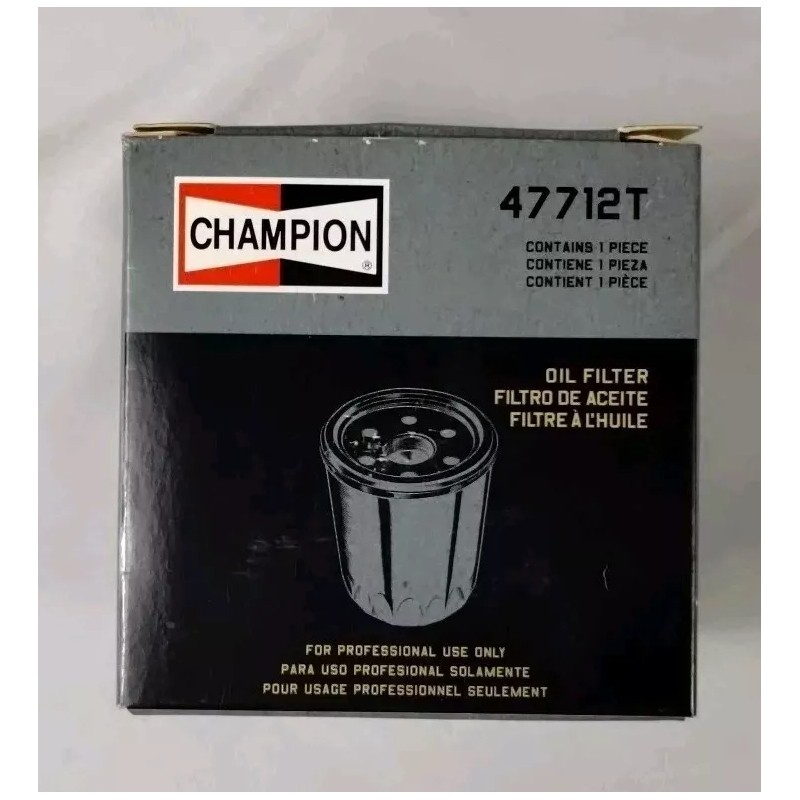 CHAMPION
®
47712T
CONTAINS 1 PIECE
CONTIENE 1 PIEZA
CONTIENT 1 PIÈCE
OIL FILTER
FILTRO DE ACEITE
FILTRE À L'HUILE
FOR PROFESSIONAL USE ONLY
PARA USO PROFESIONAL SOLAMENTE
POUR USAGE PROFESSIONNEL SEULEMENT